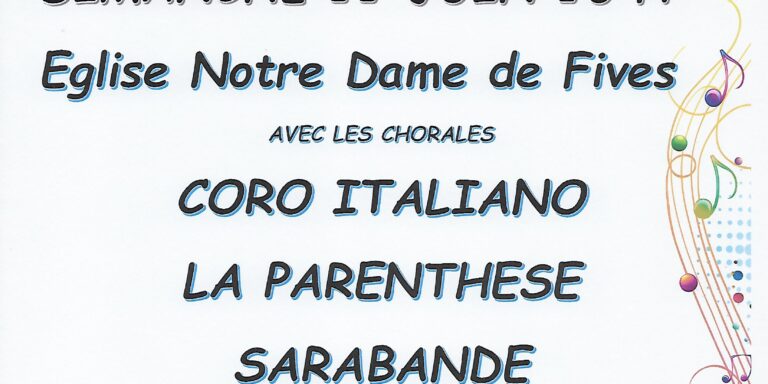 Eglise Notre Dame de Fives
AVEC LES CHORALES
CORO ITALIANO
LA PARENTHESE
SARABANDE